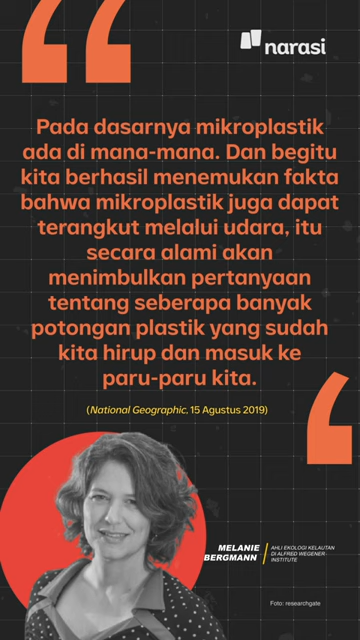 narasi
Pada dasarnya mikroplastik
ada di mana-mana. Dan begitu
kita berhasil menemukan fakta
bahwa mikroplastik juga dapat
terangkut melalui udara, itu
secara alami akan
menimbulkan pertanyaan
tentang seberapa banyak
potongan plastik yang sudah
kita hirup dan masuk ke
paru-paru kita.
(National Geographic, 15 Agustus 2019)
MELANIE
BERGMANN
AHLI EKOLOGI KELAUTAN
DI ALFRED WEGENER
INSTITUTE
Foto: researchgate